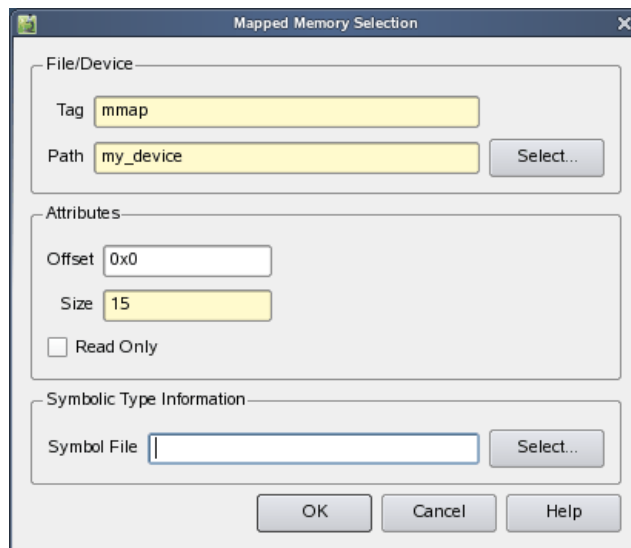 Mapped Memory Selection
File/Device
Tag mmap
Path my_device Select...
Attributes
Offset 0x0
Size 15
Read Only
Symbolic Type Information
Symbol File Select...
OK Cancel Help